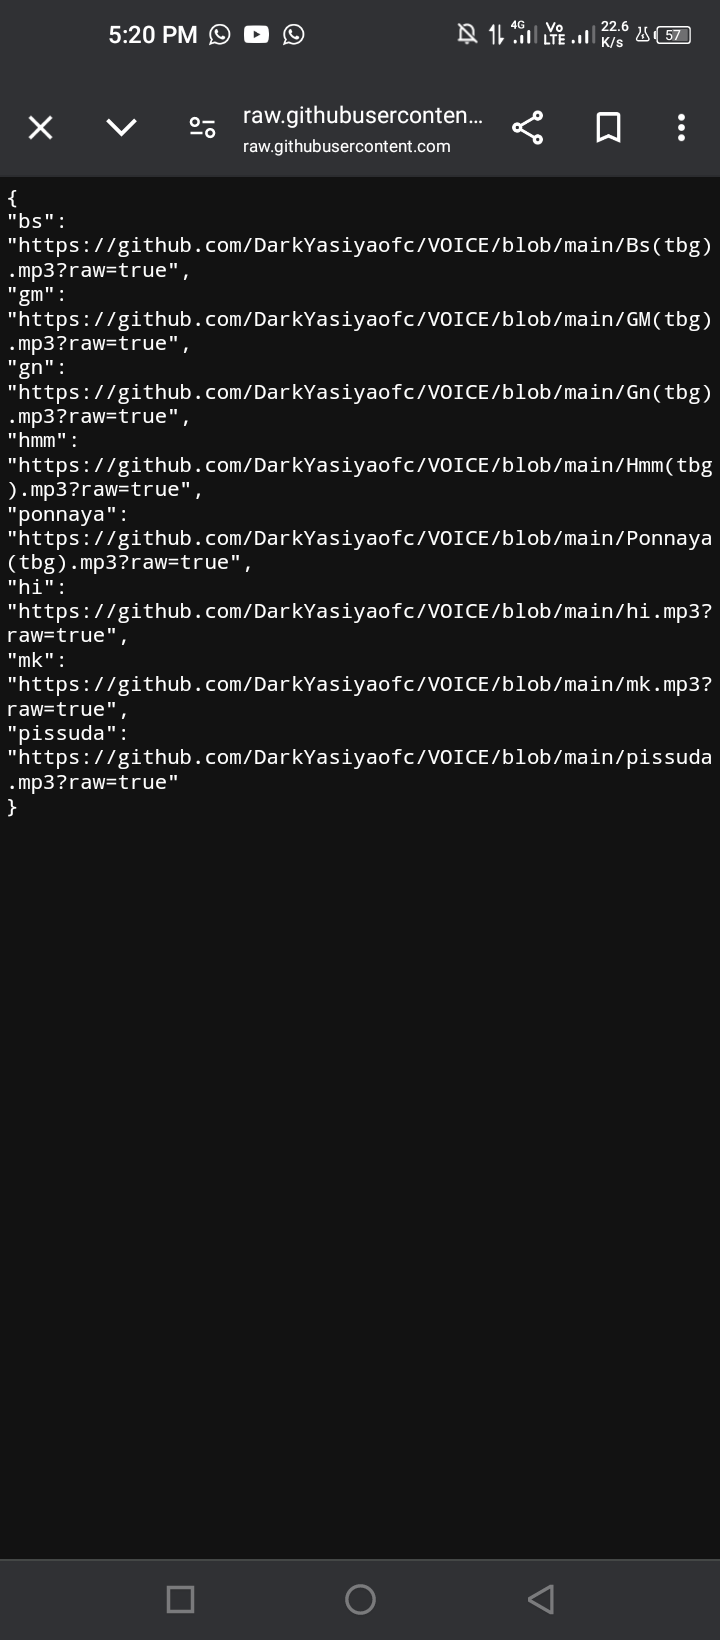 5:20 PM 4G Vo LTE 22.6 K/s 57
raw.githubusercontent…
raw.githubusercontent.com
{
"bs":
"https://github.com/DarkYasiyaofc/VOICE/blob/main/Bs(tbg)
.mp3?raw=true",
"gm":
"https://github.com/DarkYasiyaofc/VOICE/blob/main/GM(tbg)
.mp3?raw=true",
"gn":
"https://github.com/DarkYasiyaofc/VOICE/blob/main/Gn(tbg)
.mp3?raw=true",
"hmm":
"https://github.com/DarkYasiyaofc/VOICE/blob/main/Hmm(tbg
).mp3?raw=true",
"ponnaya":
"https://github.com/DarkYasiyaofc/VOICE/blob/main/Ponnaya
(tbg).mp3?raw=true",
"hi":
"https://github.com/DarkYasiyaofc/VOICE/blob/main/hi.mp3?
raw=true",
"mk":
"https://github.com/DarkYasiyaofc/VOICE/blob/main/mk.mp3?
raw=true",
"pissuda":
"https://github.com/DarkYasiyaofc/VOICE/blob/main/pissuda
.mp3?raw=true"
}